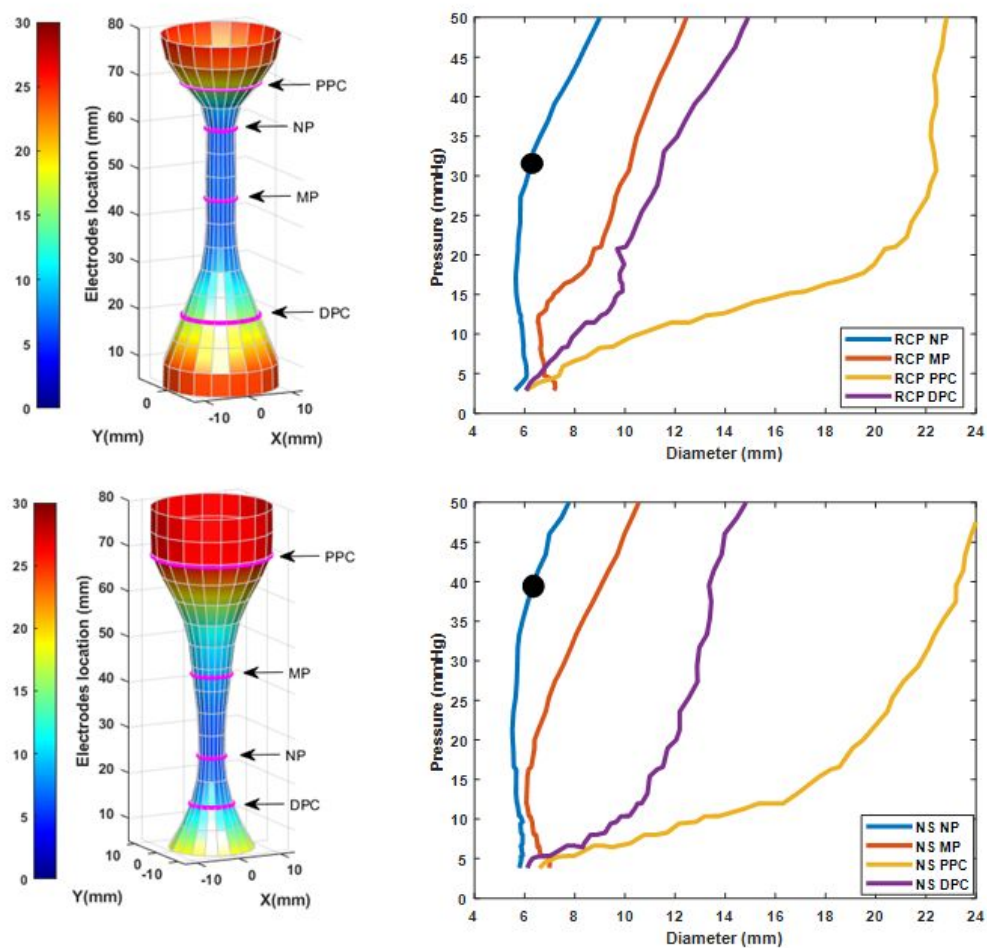 30
25
20
15
10
5
0
80
70
60
50
40
30
20
10
Electrodes location (mm)
PPC
NP
MP
DPC
0
-10
0
10
Y(mm)
X(mm)
50
45
40
35
30
25
20
15
10
5
0
Pressure (mmHg)
RCP NP
RCP MP
RCP PPC
RCP DPC
4 6 8 10 12 14 16 18 20 22 24
Diameter (mm)
30
25
20
15
10
5
0
80
70
60
50
40
30
20
10
Electrodes location (mm)
PPC
MP
NP
DPC
10
0
-10
-10
0
10
Y(mm)
X(mm)
50
45
40
35
30
25
20
15
10
5
0
Pressure (mmHg)
NS NP
NS MP
NS PPC
NS DPC
4 6 8 10 12 14 16 18 20 22 24
Diameter (mm)